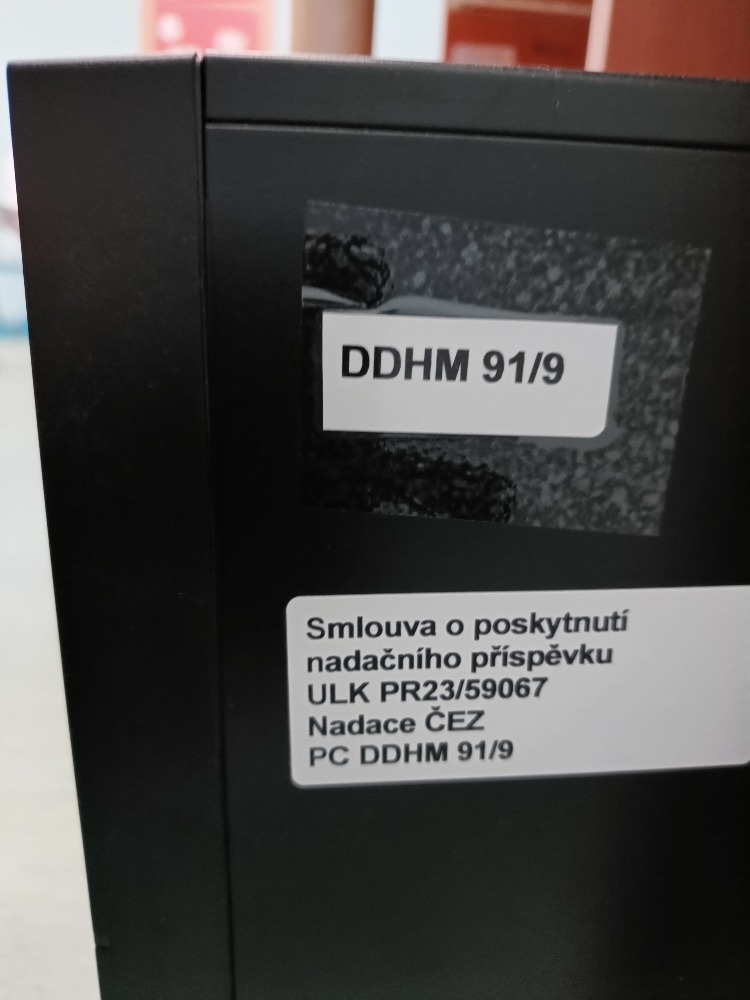 DDHM 91/9
Smlouva o poskytnutí
nadačního příspěvku
ULK PR23/59067
Nadace ČEZ
PC DDHM 91/9